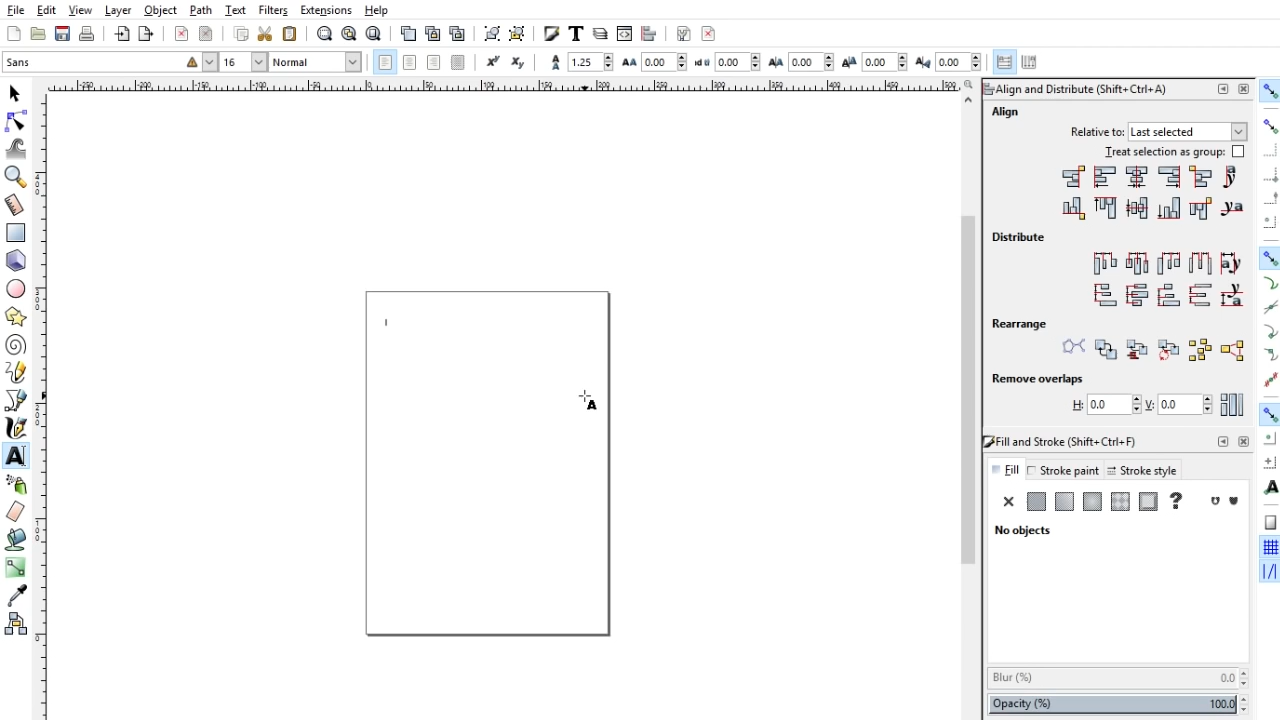 File Edit View Layer Object Path Text Filters Extensions Help
Sans 16 Normal 1.25 0.00 0.00 0.00 0.00 0.00
Align and Distribute (Shift+Ctrl+A)
Align
Relative to: Last selected
Treat selection as group:
Distribute
Rearrange
Remove overlaps
H: 0.0 V: 0.0
Fill and Stroke (Shift+Ctrl+F)
Fill Stroke paint Stroke style
No objects
Blur (%) 0.0
Opacity (%) 100.0